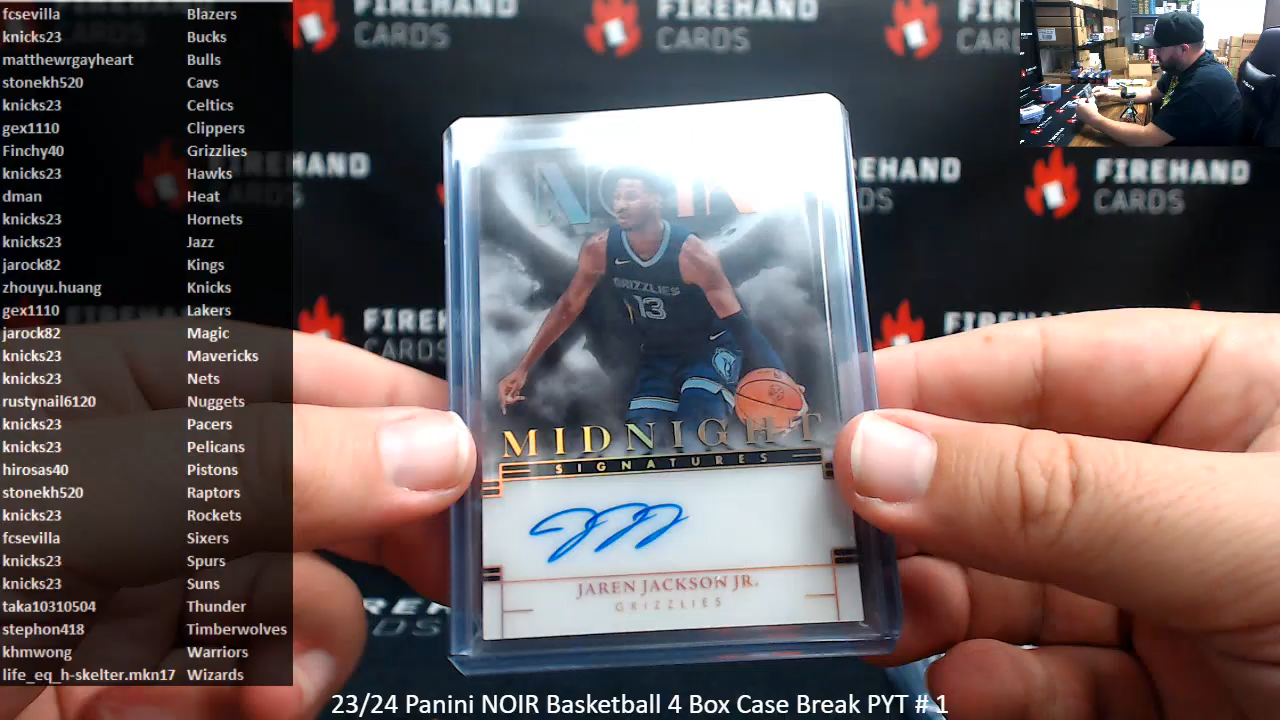 fcsevilla Blazers
knicks23 Bucks
matthewrgayheart Bulls
stonekh520 Cavs
knicks23 Celtics
gex1110 Clippers
Finchy40 Grizzlies
knicks23 Hawks
dman Heat
knicks23 Hornets
knicks23 Jazz
jarock82 Kings
zhouyu.huang Knicks
gex1110 Lakers
jarock82 Magic
knicks23 Mavericks
knicks23 Nets
rustynail6120 Nuggets
knicks23 Pacers
knicks23 Pelicans
hirosas40 Pistons
stonekh520 Raptors
knicks23 Rockets
fcsevilla Sixers
knicks23 Spurs
knicks23 Suns
taka10310504 Thunder
stephon418 Timberwolves
khmwong Warriors
life_eq_h-skelter.mkn17 Wizards
FIREHAND
CARDS
FIREHAND
CARDS
FIREHAND
CARDS
NOIR
GRIZZLIES
13
MIDNIGHT
SIGNATURES
JAREN JACKSON JR.
GRIZZLIES
23/24 Panini NOIR Basketball 4 Box Case Break PYT # 1